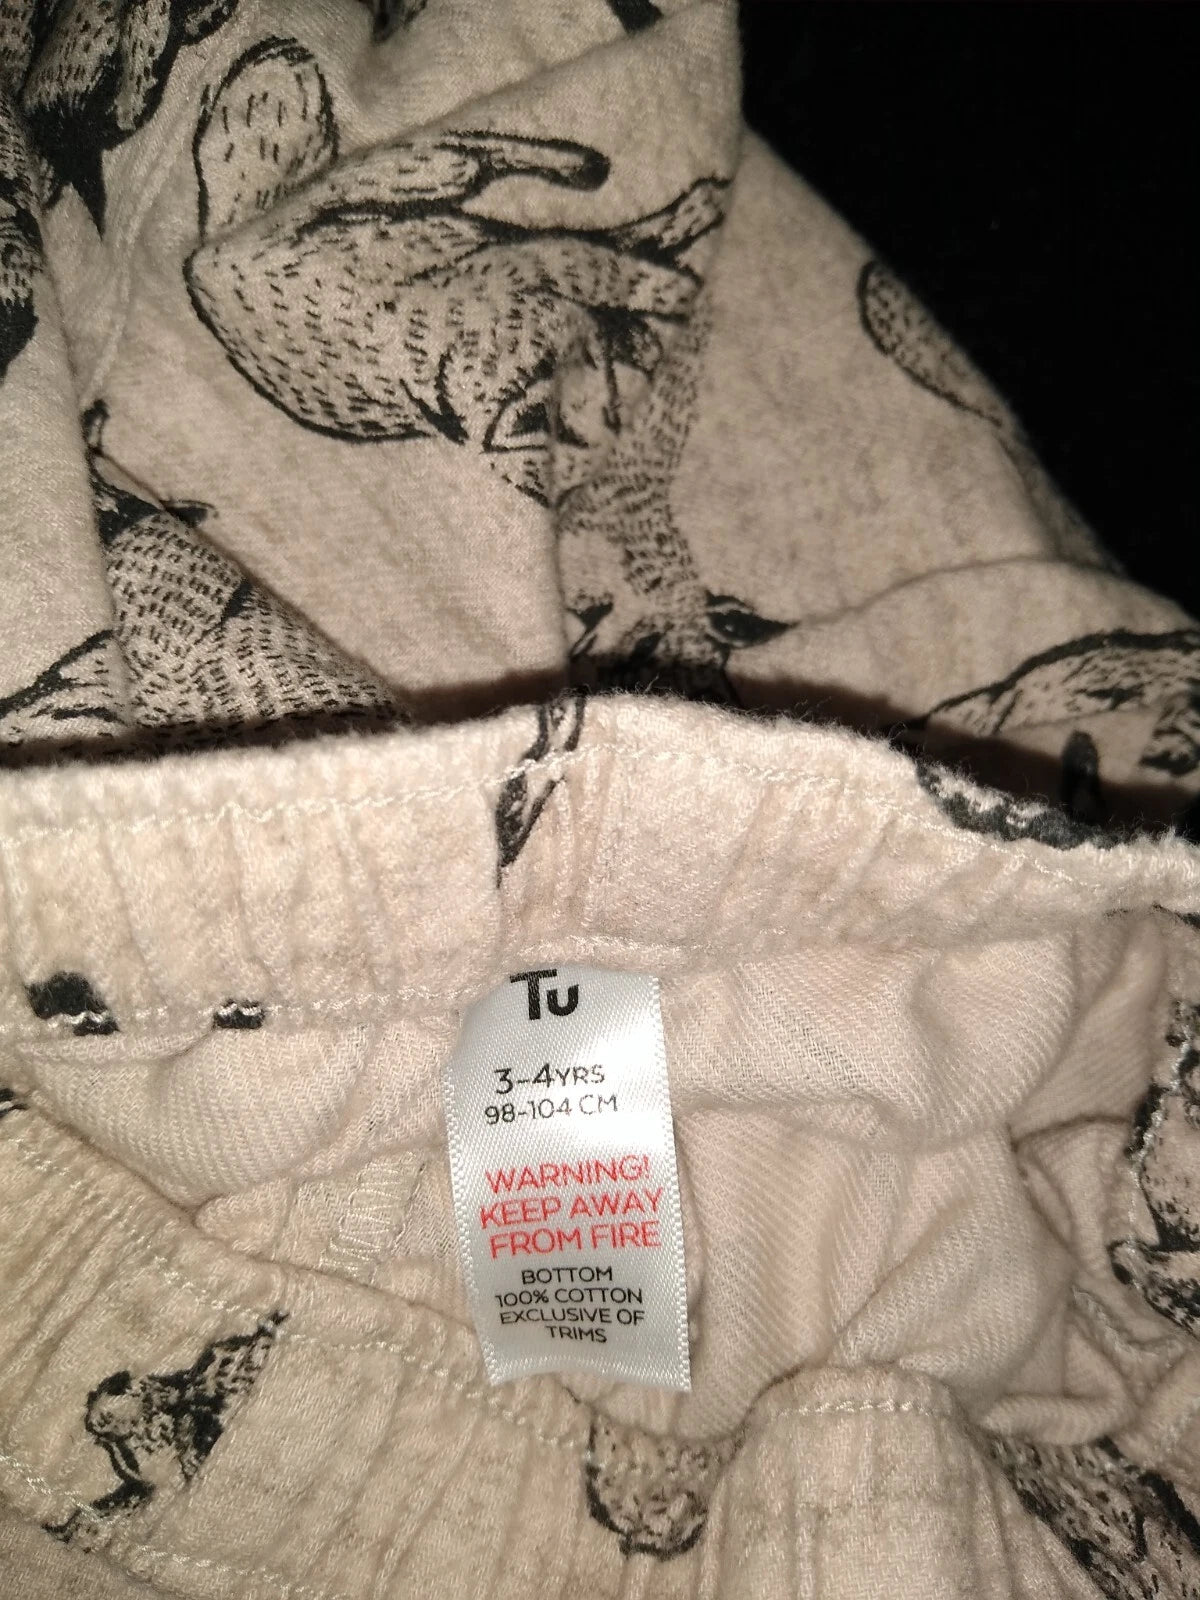 Tu
3-4YRS
98-104 CM
WARNING!
KEEP AWAY
FROM FIRE
BOTTOM
100% COTTON
EXCLUSIVE OF
TRIMS